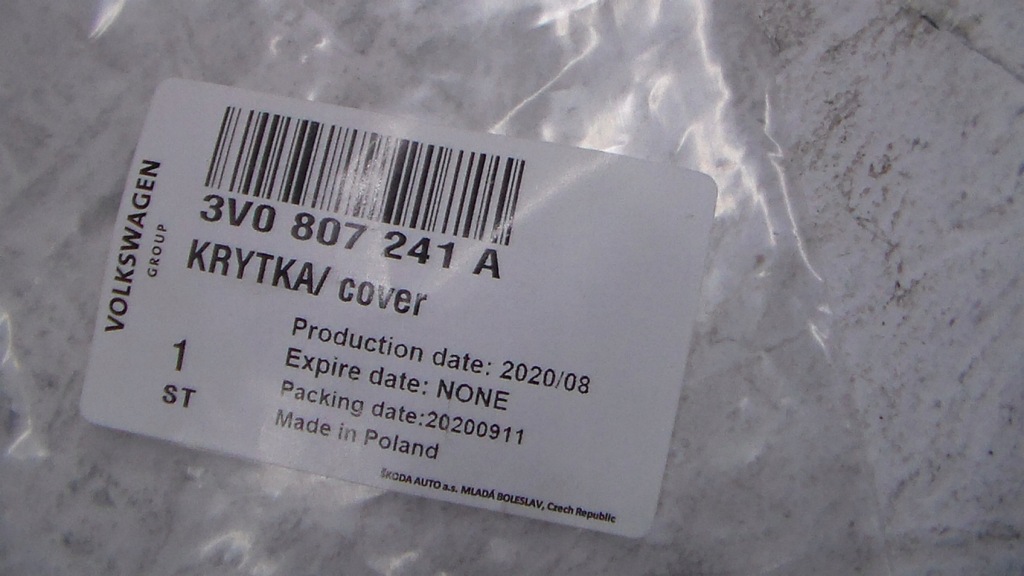 VOLKSWAGEN
GROUP
3V0 807 241 A
KRYTKA/ cover
1
ST
Production date: 2020/08
Expire date: NONE
Packing date:20200911
Made in Poland
ŠKODA AUTO a.s. MLADÁ BOLESLAV, Czech Republic